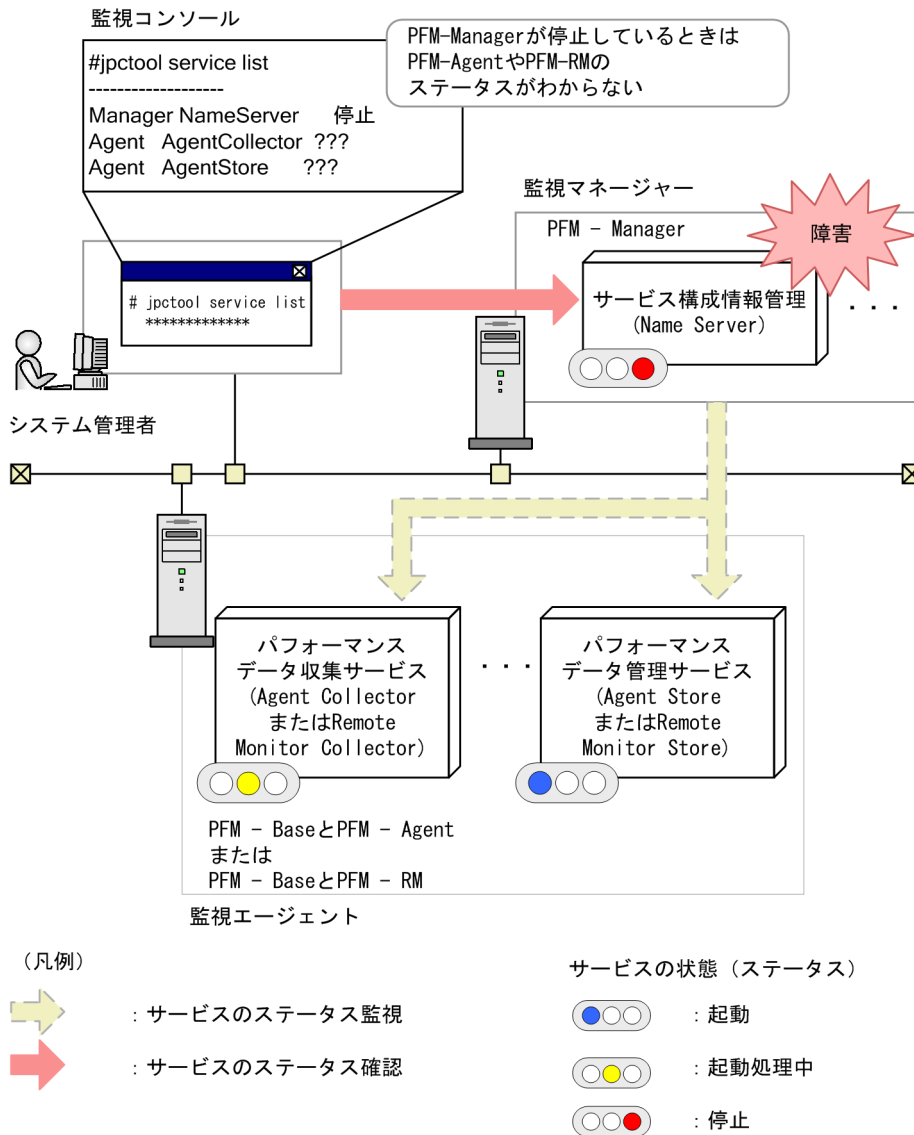 監視コンソール
#jpctool service list
-------------------
Manager NameServer 停止
Agent AgentCollector ???
Agent AgentStore ???
PFM-Managerが停止しているときは
PFM-AgentやPFM-RMの
ステータスがわからない
監視マネージャー
PFM - Manager
障害
サービス構成情報管理
(Name Server)
・・・
# jpctool service list
*************
システム管理者
パフォーマンス
データ収集サービス
(Agent Collector
またはRemote
Monitor Collector)
・・・
パフォーマンス
データ管理サービス
(Agent Store
またはRemote
Monitor Store)
PFM - BaseとPFM - Agent
または
PFM - BaseとPFM - RM
監視エージェント
(凡例)
：サービスのステータス監視
：サービスのステータス確認
サービスの状態（ステータス）
：起動
：起動処理中
：停止